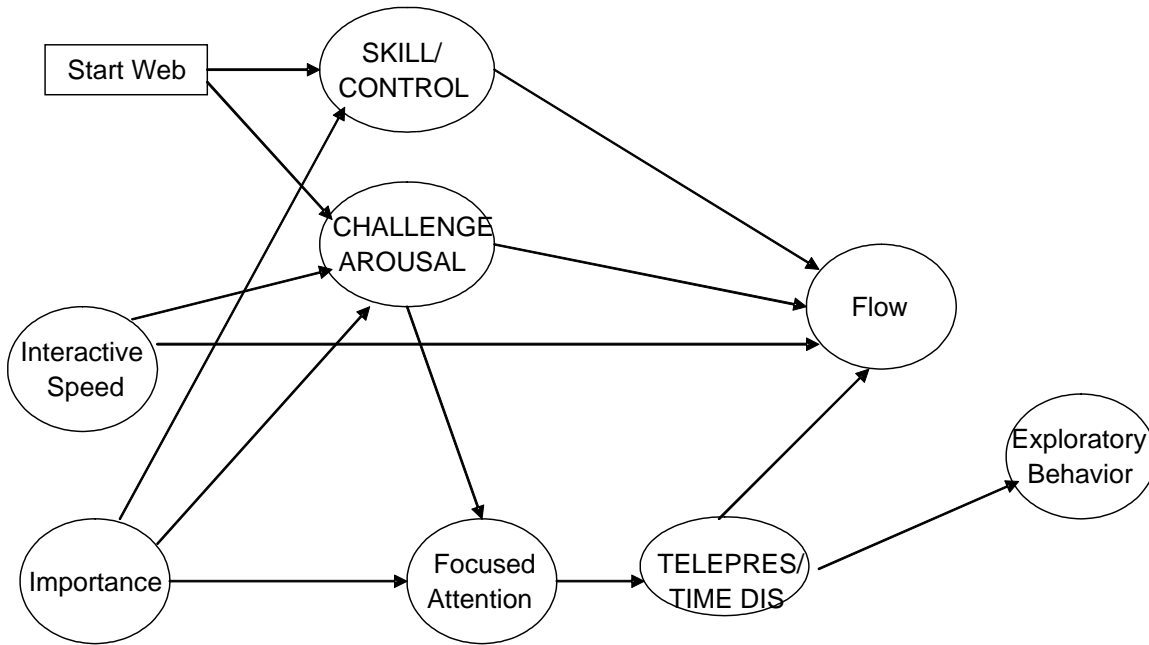 Start Web
SKILL/
CONTROL
CHALLENGE
AROUSAL
Flow
Interactive
Speed
Exploratory
Behavior
Importance
Focused
Attention
TELEPRES/
TIME DIS